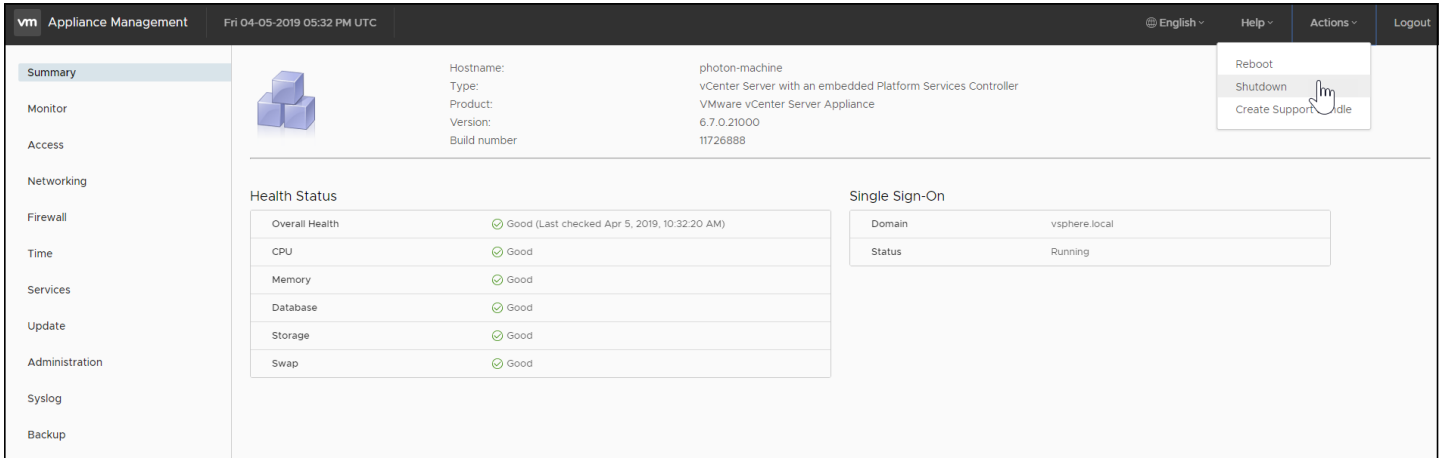 vm Appliance Management Fri 04-05-2019 05:32 PM UTC English Help Actions Logout
Reboot
Shutdown
Create Support ndle
Summary
Monitor
Access
Networking
Firewall
Time
Services
Update
Administration
Syslog
Backup
Hostname: photon-machine
Type: vCenter Server with an embedded Platform Services Controller
Product: VMware vCenter Server Appliance
Version: 6.7.0.21000
Build number 11726888
Health Status
Overall Health Good (Last checked Apr 5, 2019, 10:32:20 AM)
CPU Good
Memory Good
Database Good
Storage Good
Swap Good
Single Sign-On
Domain vsphere.local
Status Running